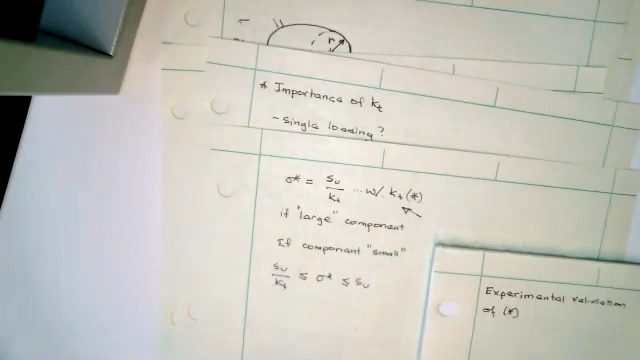 r
* Importance of kt
- Single loading?
σ* = Su/kt ... w/. kt (*)
if "large" component
If component "small"
Su/kt ≤ σ* ≤ Su
Experimental validation
of (*)